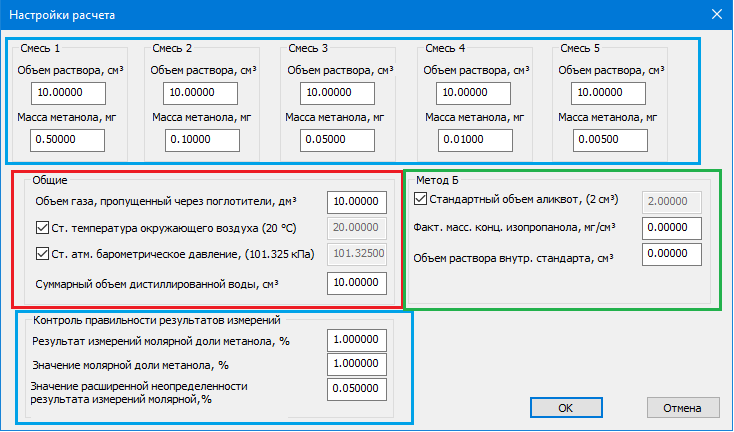 Настройки расчета
Смесь 1 Смесь 2 Смесь 3 Смесь 4 Смесь 5
Объем раствора, см³ Объем раствора, см³ Объем раствора, см³ Объем раствора, см³ Объем раствора, см³
10.00000 10.00000 10.00000 10.00000 10.00000
Масса метанола, мг Масса метанола, мг Масса метанола, мг Масса метанола, мг Масса метанола, мг
0.50000 0.10000 0.05000 0.01000 0.00500
Общие
Объем газа, пропущенный через поглотители, дм³ 10.00000
Ст. температура окружающего воздуха (20 °C) 20.00000
Ст. атм. барометрическое давление, (101.325 кПа) 101.32500
Суммарный объем дистиллированной воды, см³ 10.00000
Метод Б
Стандартный объем аликвот, (2 см³) 2.00000
Факт. масс. конц. изопропанола, мг/см³ 0.00000
Объем раствора внутр. стандарта, см³ 0.00000
Контроль правильности результатов измерений
Результат измерений молярной доли метанола, % 1.000000
Значение молярной доли метанола, % 1.000000
Значение расширенной неопределенности
результата измерений молярной,% 0.050000
OK Отмена